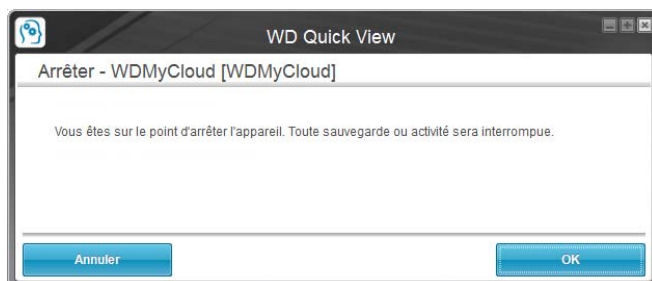 WD Quick View
Arrêter - WDMyCloud [WDMyCloud]
Vous êtes sur le point d'arrêter l'appareil. Toute sauvegarde ou activité sera interrompue.
Annuler OK